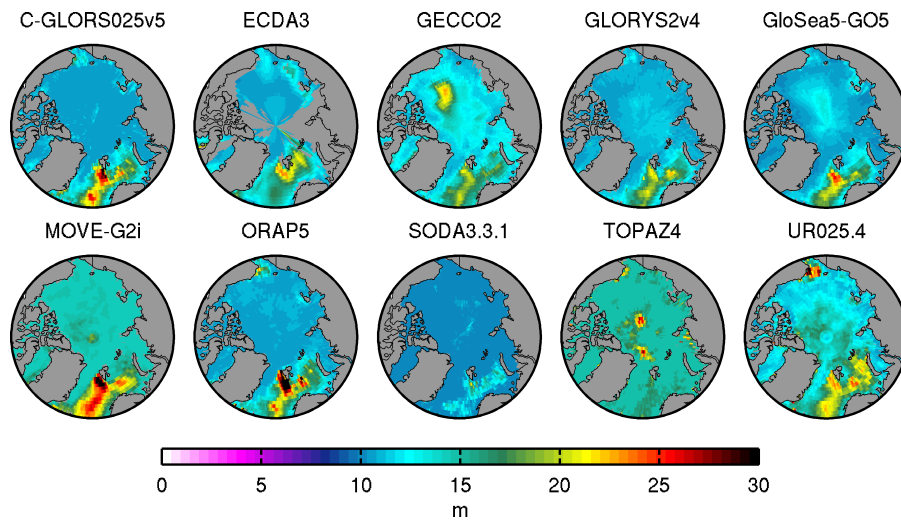 C-GLORS025v5 ECDA3 GECCO2 GLORYS2v4 GloSea5-GO5
MOVE-G2i ORAP5 SODA3.3.1 TOPAZ4 UR025.4
0 5 10 15 20 25 30
m